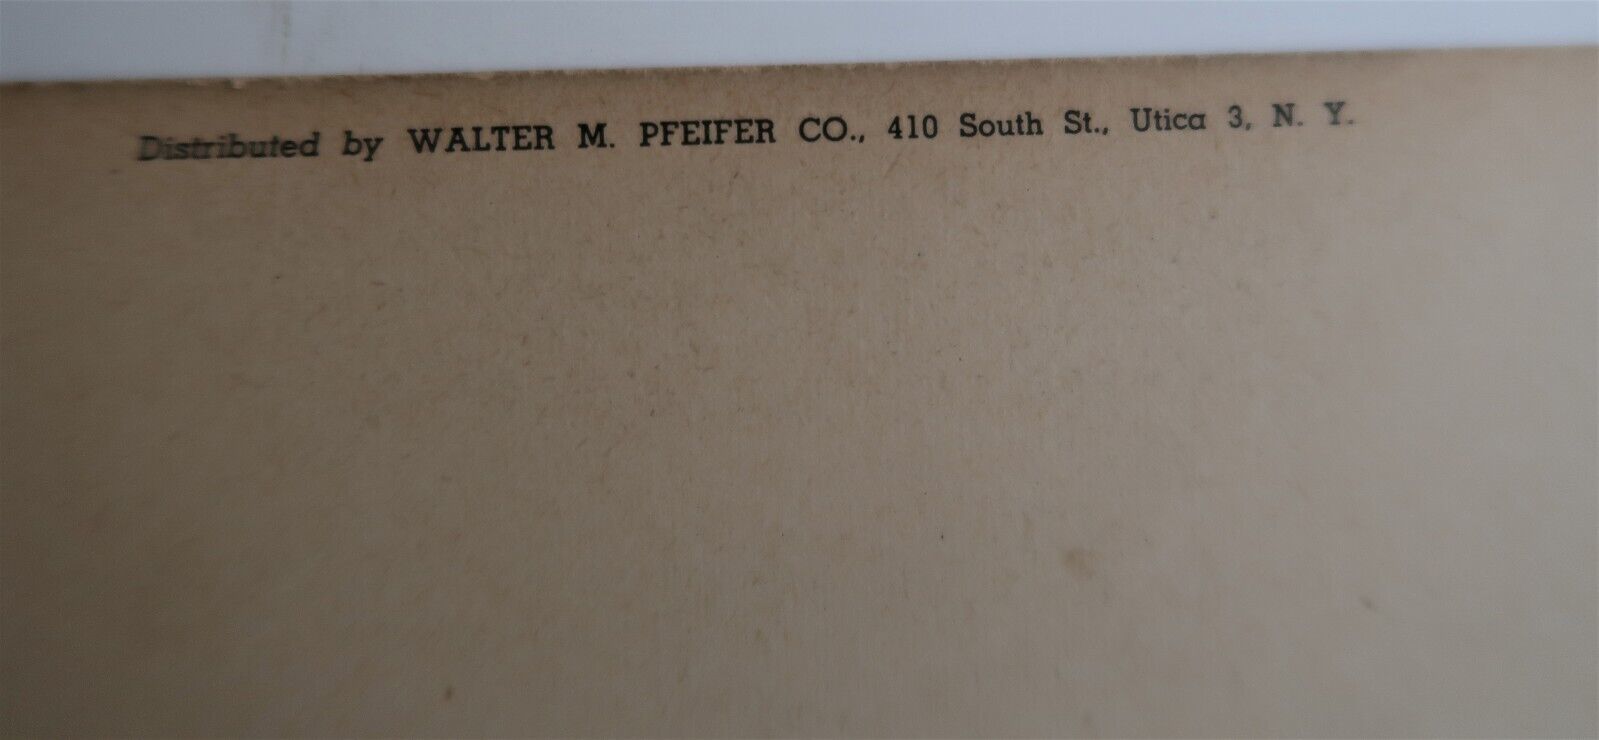 Distributed by WALTER M. PFEIFER CO., 410 South St., Utica 3, N. Y.